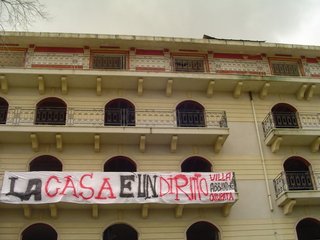 LA CASA E' UN DIRITTO
VILLA